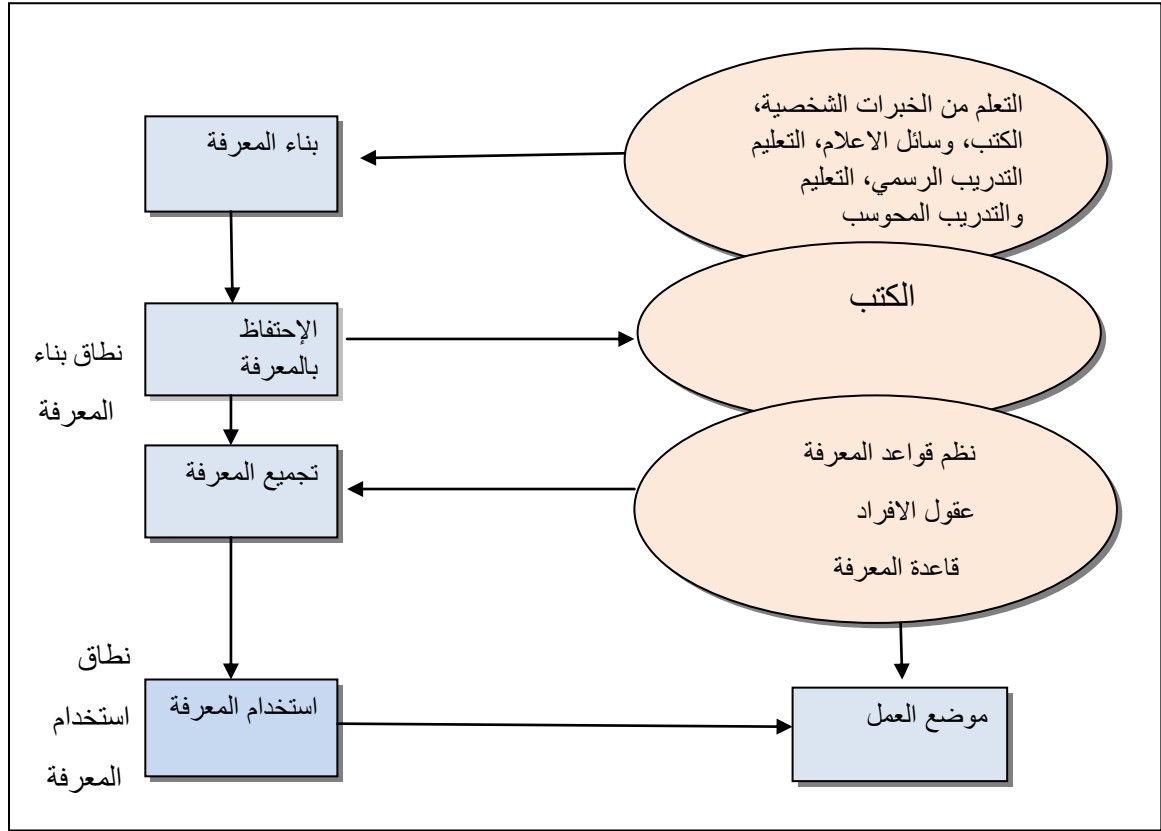 التعلم من الخبرات الشخصية،
الكتب، وسائل الاعلام، التعليم
التدريب الرسمي، التعليم
والتدريب المحوسب
بناء المعرفة
الكتب
الإحتفاظ
بالمعرفة
نطاق بناء
المعرفة
نظم قواعد المعرفة
عقول الافراد
قاعدة المعرفة
تجميع المعرفة
نطاق
استخدام
المعرفة
استخدام المعرفة
موضع العمل